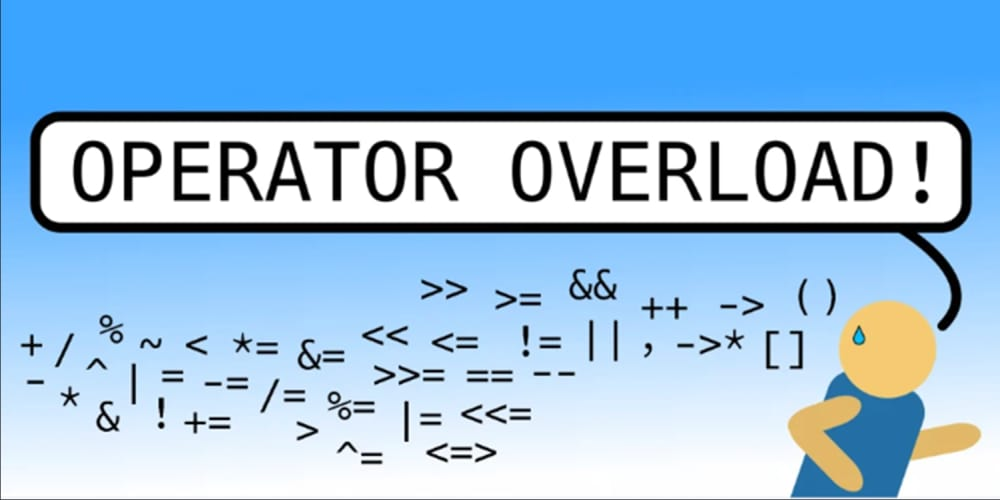 OPERATOR OVERLOAD!
>> >= && ++ -> ()
+ / % ~ < *= &= << <= != || , ->* []
- ^ | = -= /= >>= == --
* & ! += > %= |= <<=
^= <=>